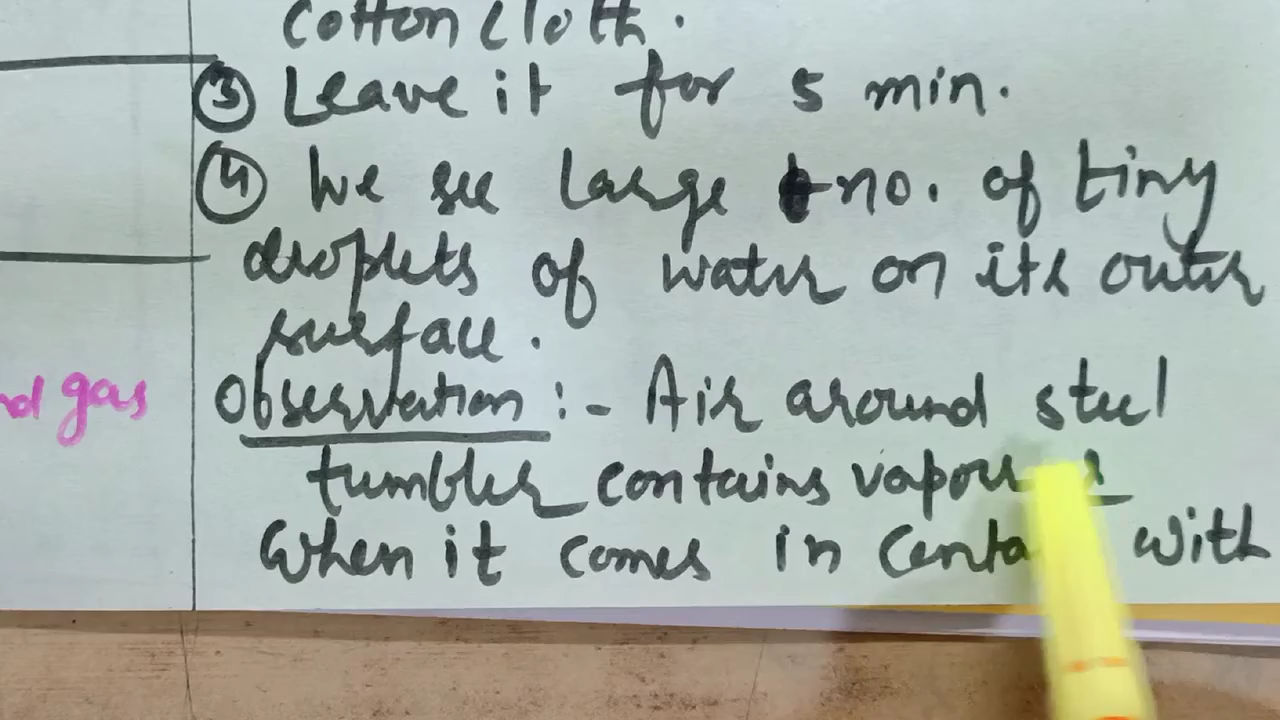 cotton cloth.
③ Leave it for 5 min.
④ We see large no. of tiny
droplets of water on its outer
surface.
nd gas
Observation :- Air around steel
tumbler contains vapours
When it comes in with